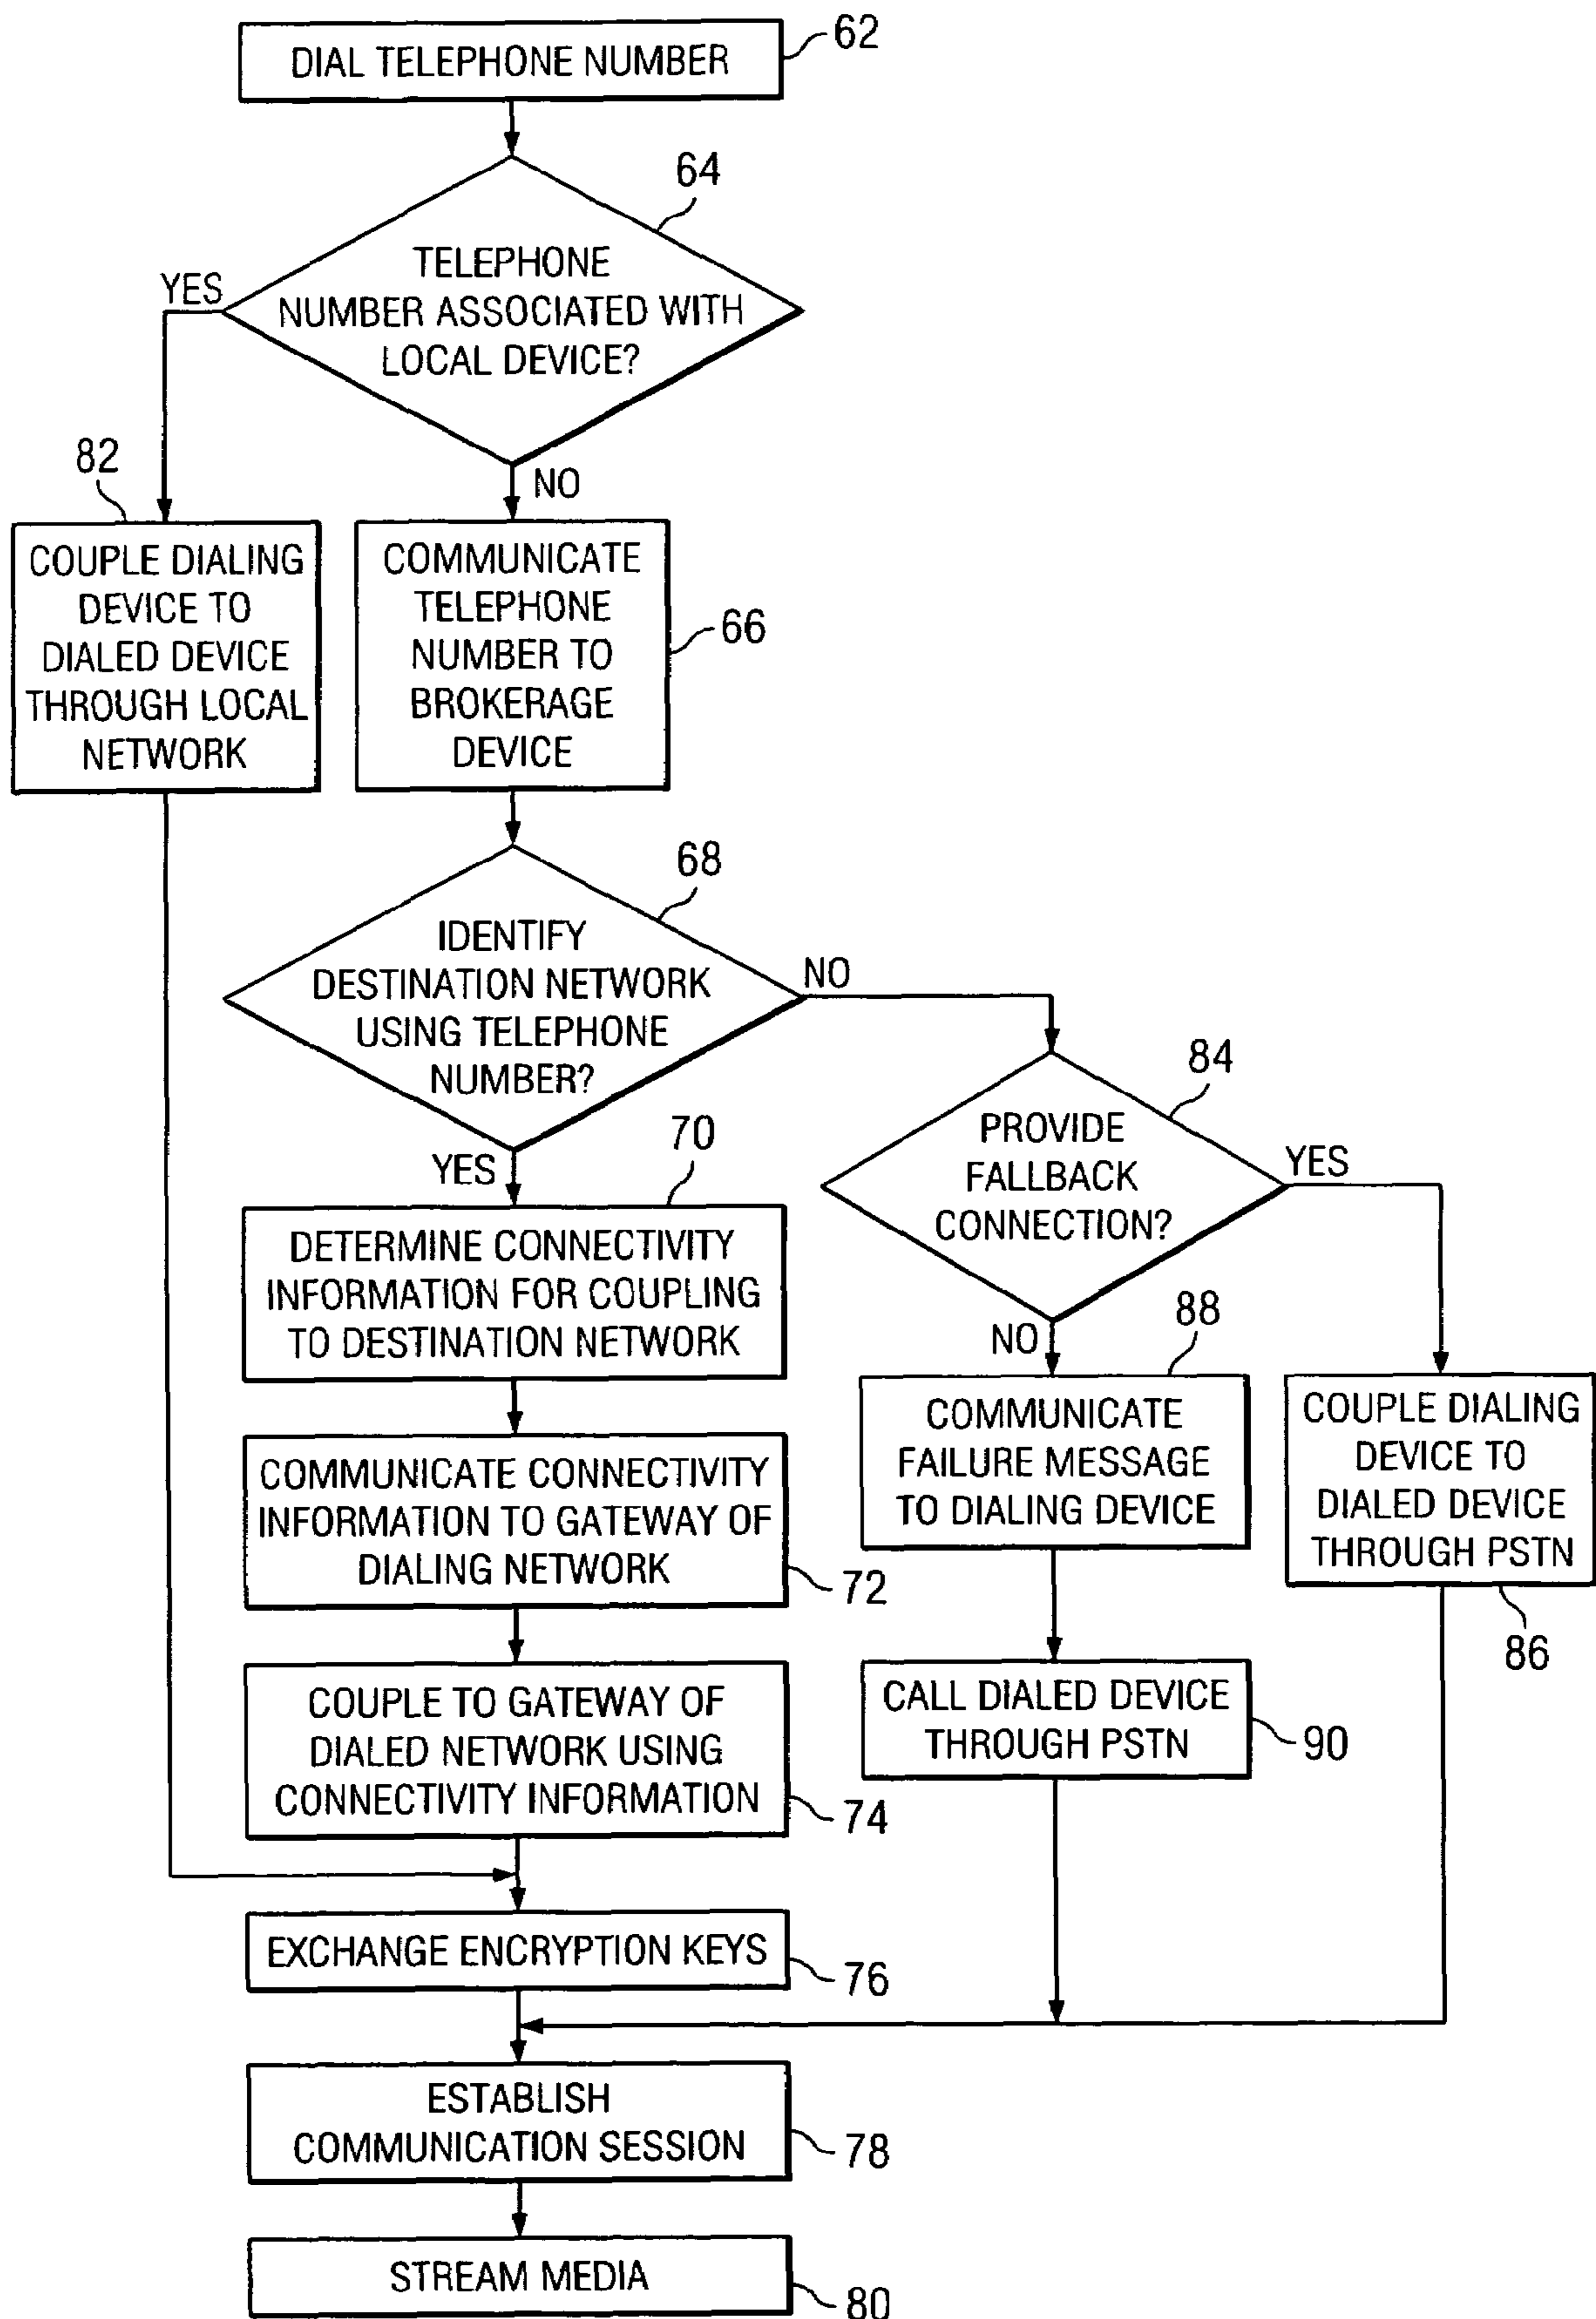 DIAL TELEPHONE NUMBER
62
64
TELEPHONE
NUMBER ASSOCIATED WITH
LOCAL DEVICE?
YES
NO
82
COUPLE DIALING
DEVICE TO
DIALED DEVICE
THROUGH LOCAL
NETWORK
COMMUNICATE
TELEPHONE
NUMBER TO
BROKERAGE
DEVICE
66
68
IDENTIFY
DESTINATION NETWORK
USING TELEPHONE
NUMBER?
NO
YES
84
PROVIDE
FALLBACK
CONNECTION?
YES
NO
70
DETERMINE CONNECTIVITY
INFORMATION FOR COUPLING
TO DESTINATION NETWORK
88
COMMUNICATE
FAILURE MESSAGE
TO DIALING DEVICE
COUPLE DIALING
DEVICE TO
DIALED DEVICE
THROUGH PSTN
86
COMMUNICATE CONNECTIVITY
INFORMATION TO GATEWAY OF
DIALING NETWORK
72
COUPLE TO GATEWAY OF
DIALED NETWORK USING
CONNECTIVITY INFORMATION
74
CALL DIALED DEVICE
THROUGH PSTN
90
EXCHANGE ENCRYPTION KEYS
76
ESTABLISH
COMMUNICATION SESSION
78
STREAM MEDIA
80